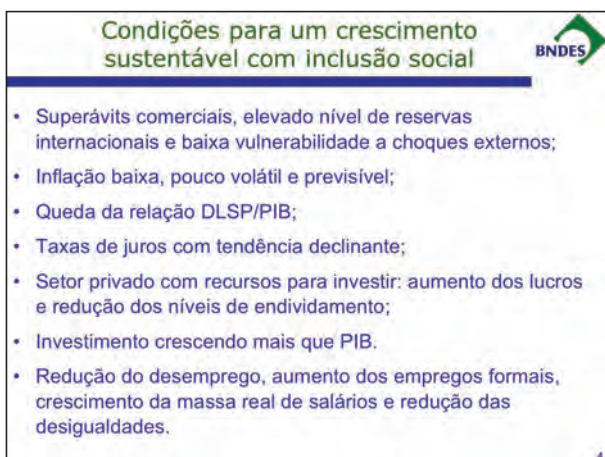 Condições para um crescimento
sustentável com inclusão social
BNDES
• Superávits comerciais, elevado nível de reservas
internacionais e baixa vulnerabilidade a choques externos;
• Inflação baixa, pouco volátil e previsível;
• Queda da relação DLSP/PIB;
• Taxas de juros com tendência declinante;
• Setor privado com recursos para investir: aumento dos lucros
e redução dos níveis de endividamento;
• Investimento crescendo mais que PIB.
• Redução do desemprego, aumento dos empregos formais,
crescimento da massa real de salários e redução das
desigualdades.